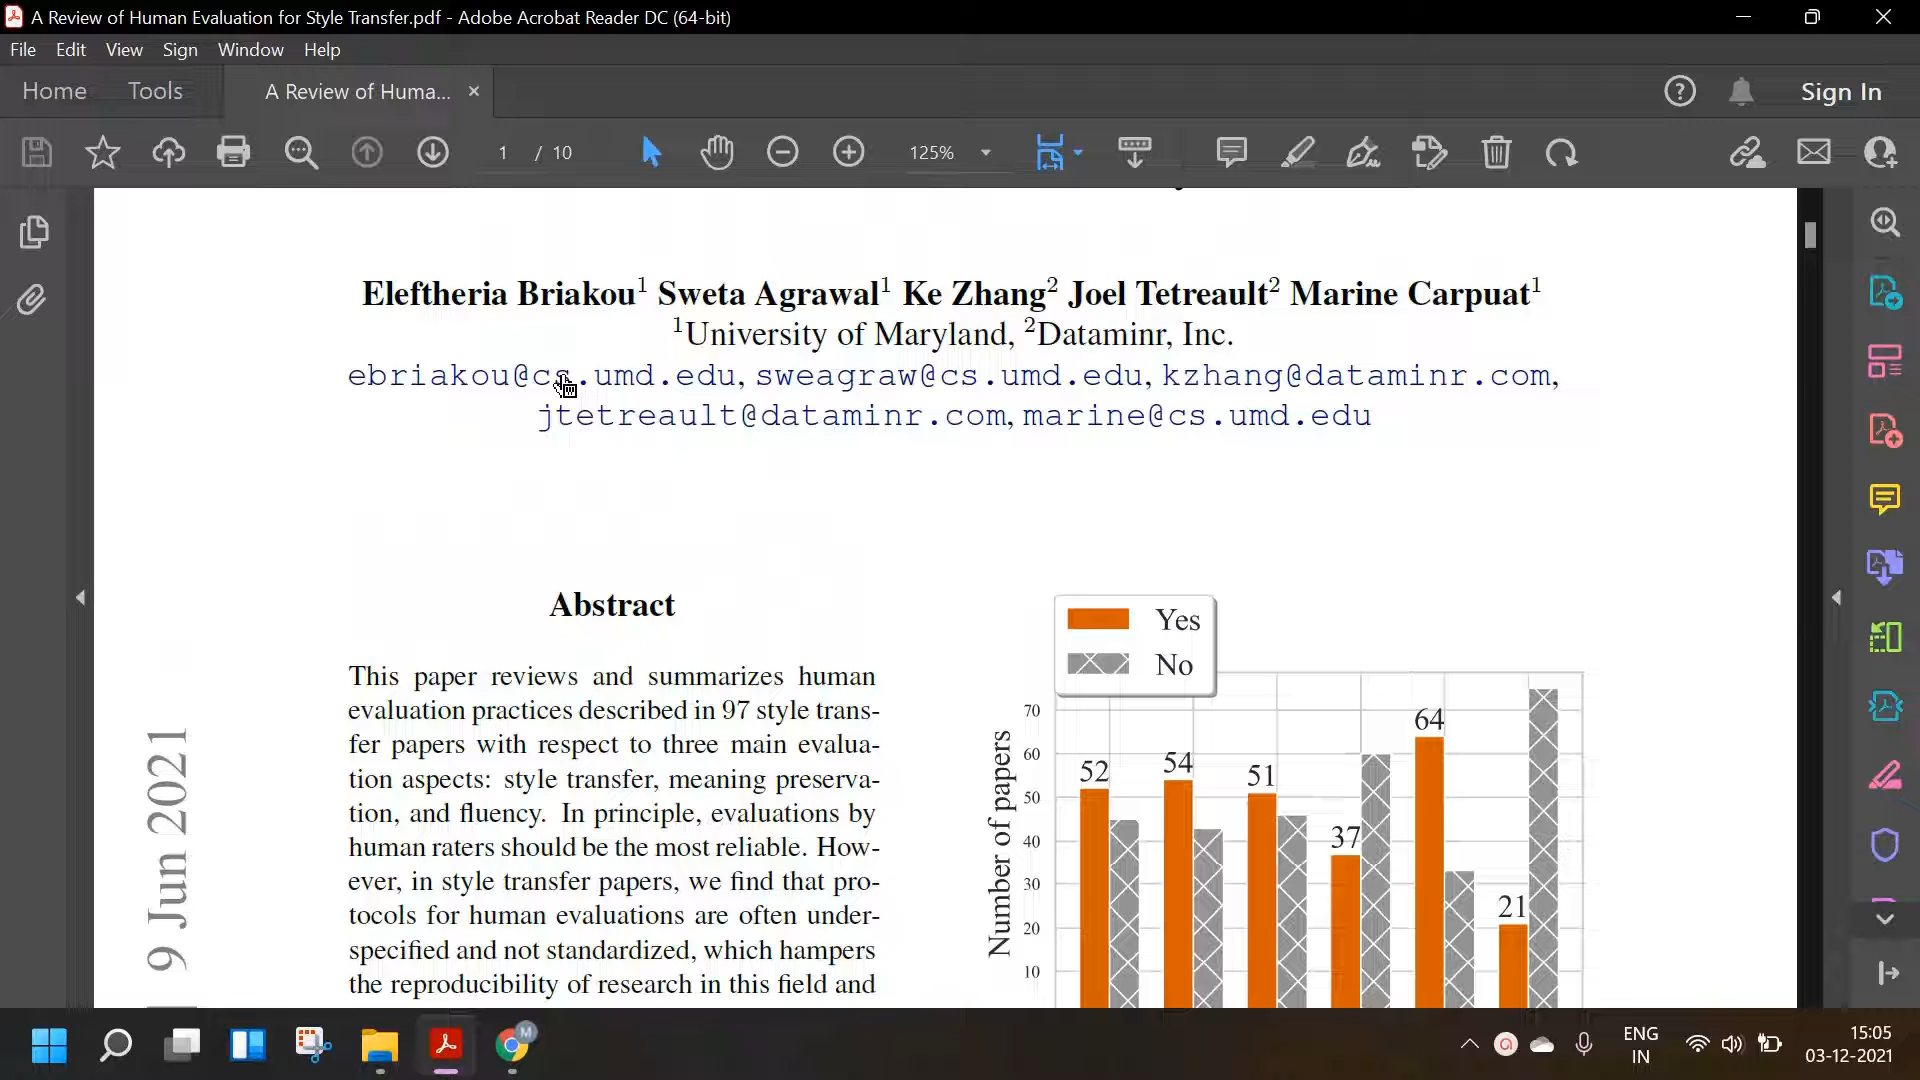 A Review of Human Evaluation for Style Transfer.pdf - Adobe Acrobat Reader DC (64-bit)
File Edit View Sign Window Help
Home Tools A Review of Huma... Sign In
1 / 10 125%
Eleftheria Briakou¹ Sweta Agrawal¹ Ke Zhang² Joel Tetreault² Marine Carpuat¹
¹University of Maryland, ²Dataminr, Inc.
ebriakou@cs.umd.edu, sweagraw@cs.umd.edu, kzhang@dataminr.com,
jtetreault@dataminr.com, marine@cs.umd.edu
Abstract
This paper reviews and summarizes human
evaluation practices described in 97 style trans-
fer papers with respect to three main evalua-
tion aspects: style transfer, meaning preserva-
tion, and fluency. In principle, evaluations by
human raters should be the most reliable. How-
ever, in style transfer papers, we find that pro-
tocols for human evaluations are often under-
specified and not standardized, which hampers
the reproducibility of research in this field and
9 Jun 2021
Yes
No
Number of papers
70
60
50
40
30
20
10
52
54
51
37
64
21
M
ENG
IN
15:05
03-12-2021